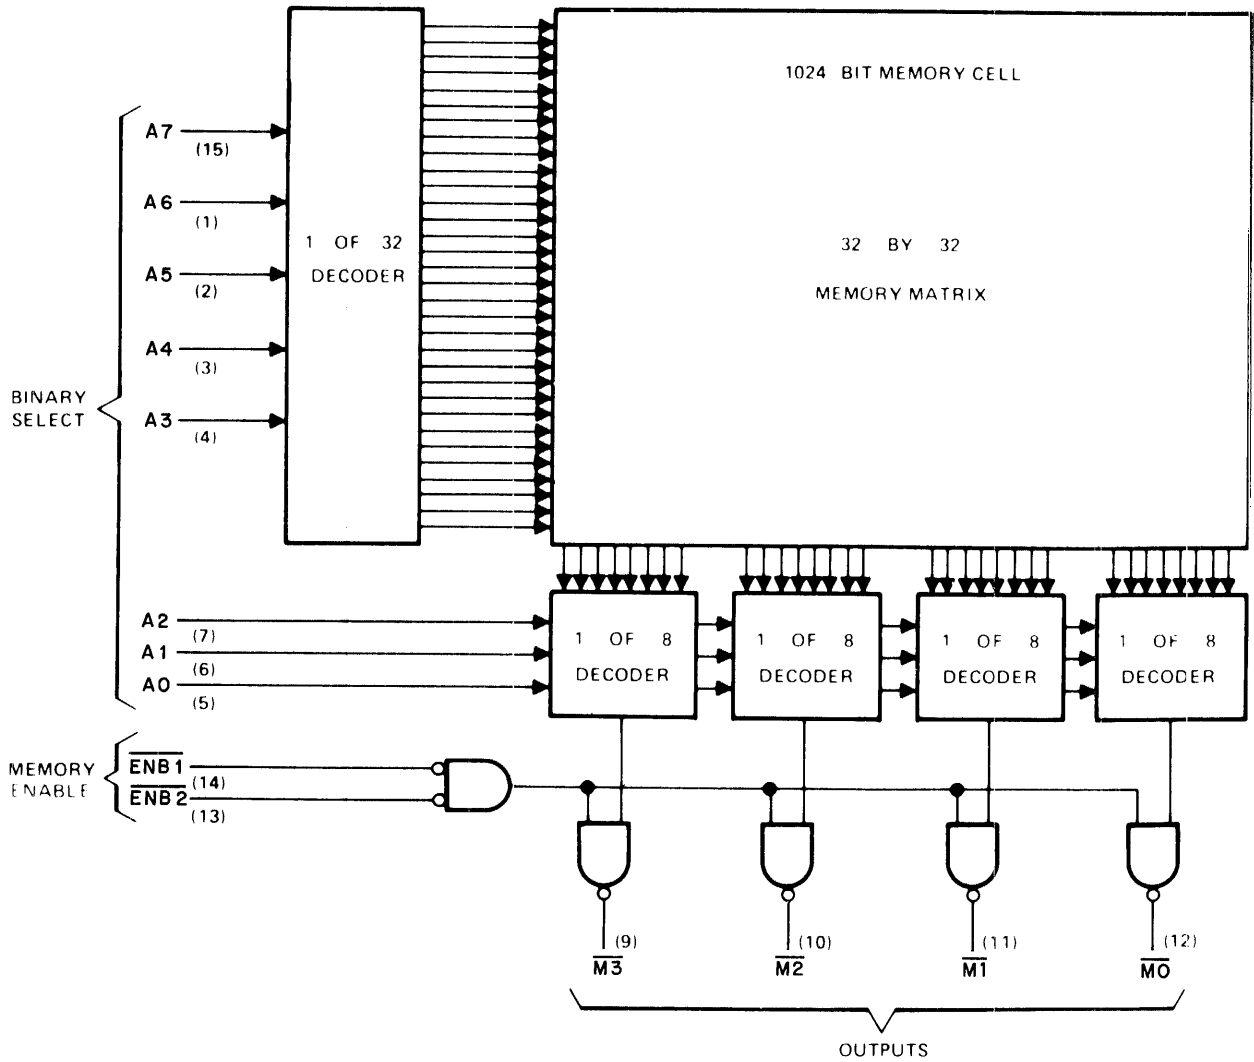 1024 BIT MEMORY CELL
A7
(15)
A6
(1)
1 OF 32
DECODER
32 BY 32
MEMORY MATRIX
A5
(2)
A4
(3)
BINARY
SELECT
A3
(4)
A2
(7)
A1
(6)
A0
(5)
1 OF 8
DECODER
1 OF 8
DECODER
1 OF 8
DECODER
1 OF 8
DECODER
MEMORY
ENABLE
ENB1
(14)
ENB2
(13)
(9)
M3
(10)
M2
(11)
M1
(12)
M0
OUTPUTS